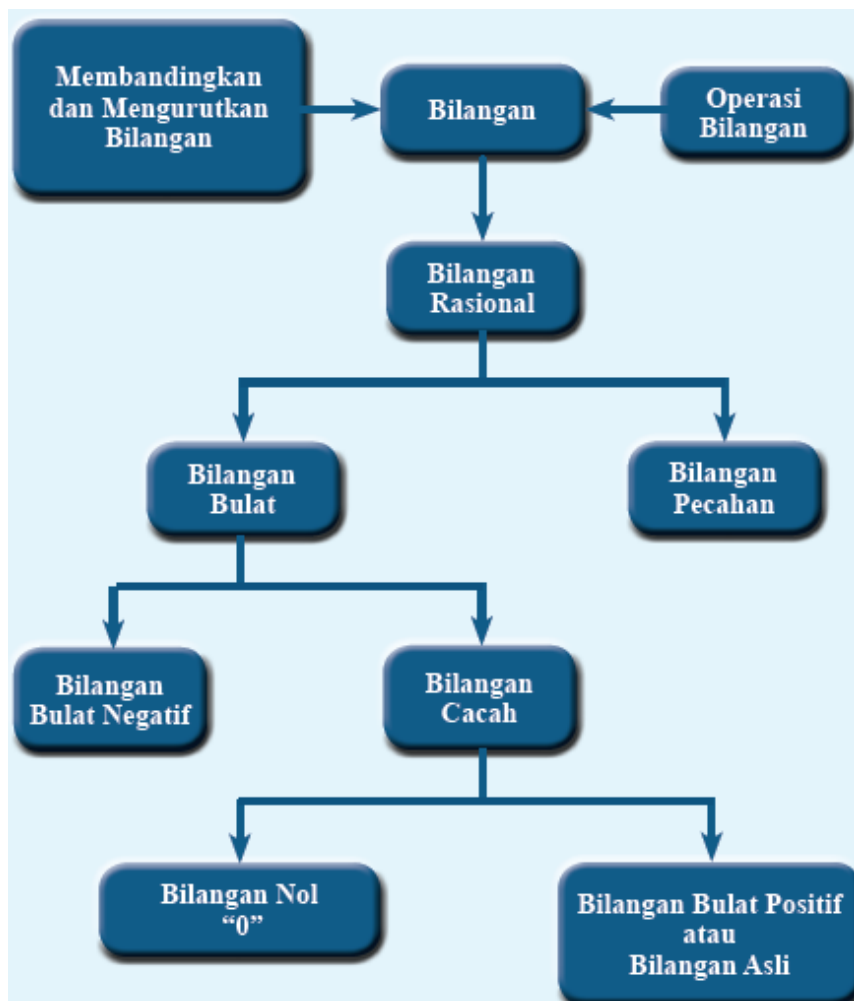 Membandingkan
dan Mengurutkan
Bilangan
Bilangan
Operasi
Bilangan
Bilangan
Rasional
Bilangan
Bulat
Bilangan
Pecahan
Bilangan
Bulat Negatif
Bilangan
Cacah
Bilangan Nol
“0”
Bilangan Bulat Positif
atau
Bilangan Asli